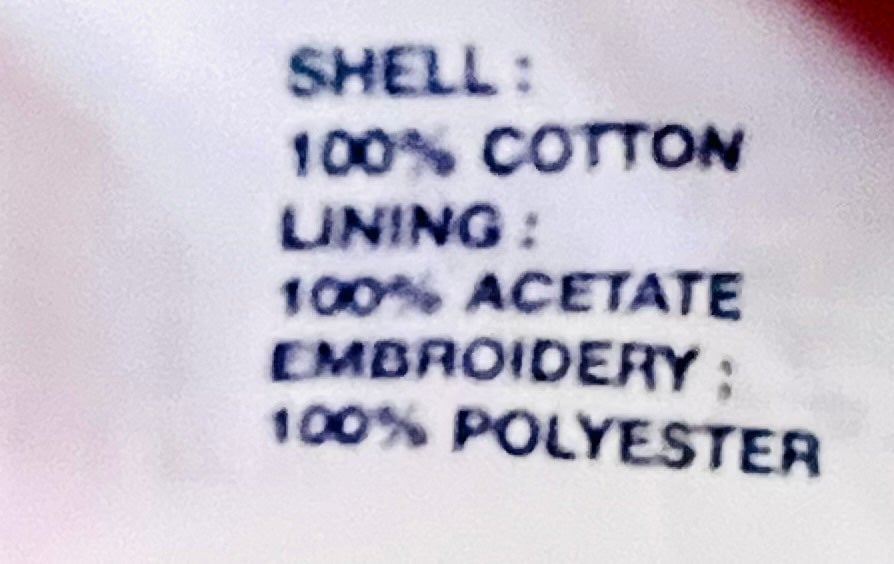 SHELL :
100% COTTON
LINING :
100% ACETATE
EMBROIDERY :
100% POLYESTER